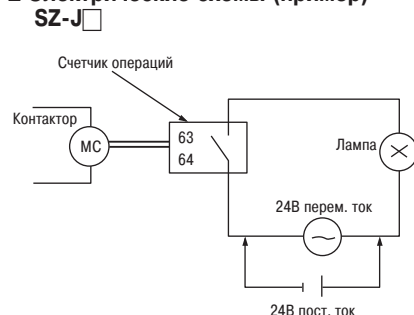 SZ-J□
Счетчик операций
Контактор
MC
63
64
Лампа
24В перем. ток
24В пост. ток